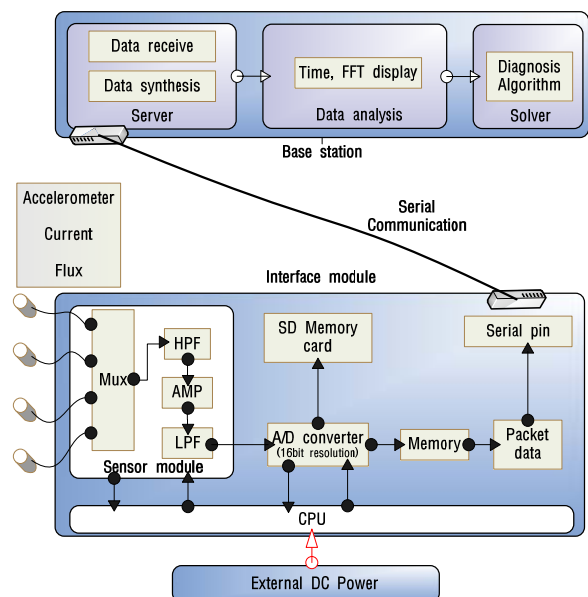 Data receive
Data synthesis
Server
Time, FFT display
Data analysis
Diagnosis
Algorithm
Solver
Base station
Accelerometer
Current
Flux
Serial
Communication
Interface module
Mux
HPF
AMP
LPF
Sensor module
SD Memory
card
A/D converter
(16bit resolution)
Memory
Serial pin
Packet
data
CPU
External DC Power